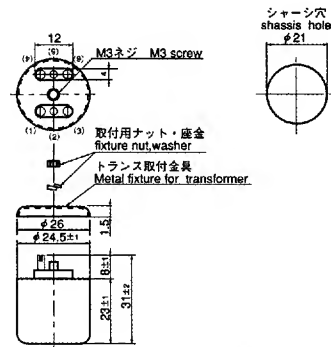 シャーシ穴
shassis hole
φ21
12
M3ネジ M3 screw
(4)
(5)
(6)
4
(1)
(2)
(3)
取付用ナット・座金
fixture nut,washer
トランス取付金具
Metal fixture for transformer
φ26
φ24.5±1
1.5
8±1
23±1
31±2